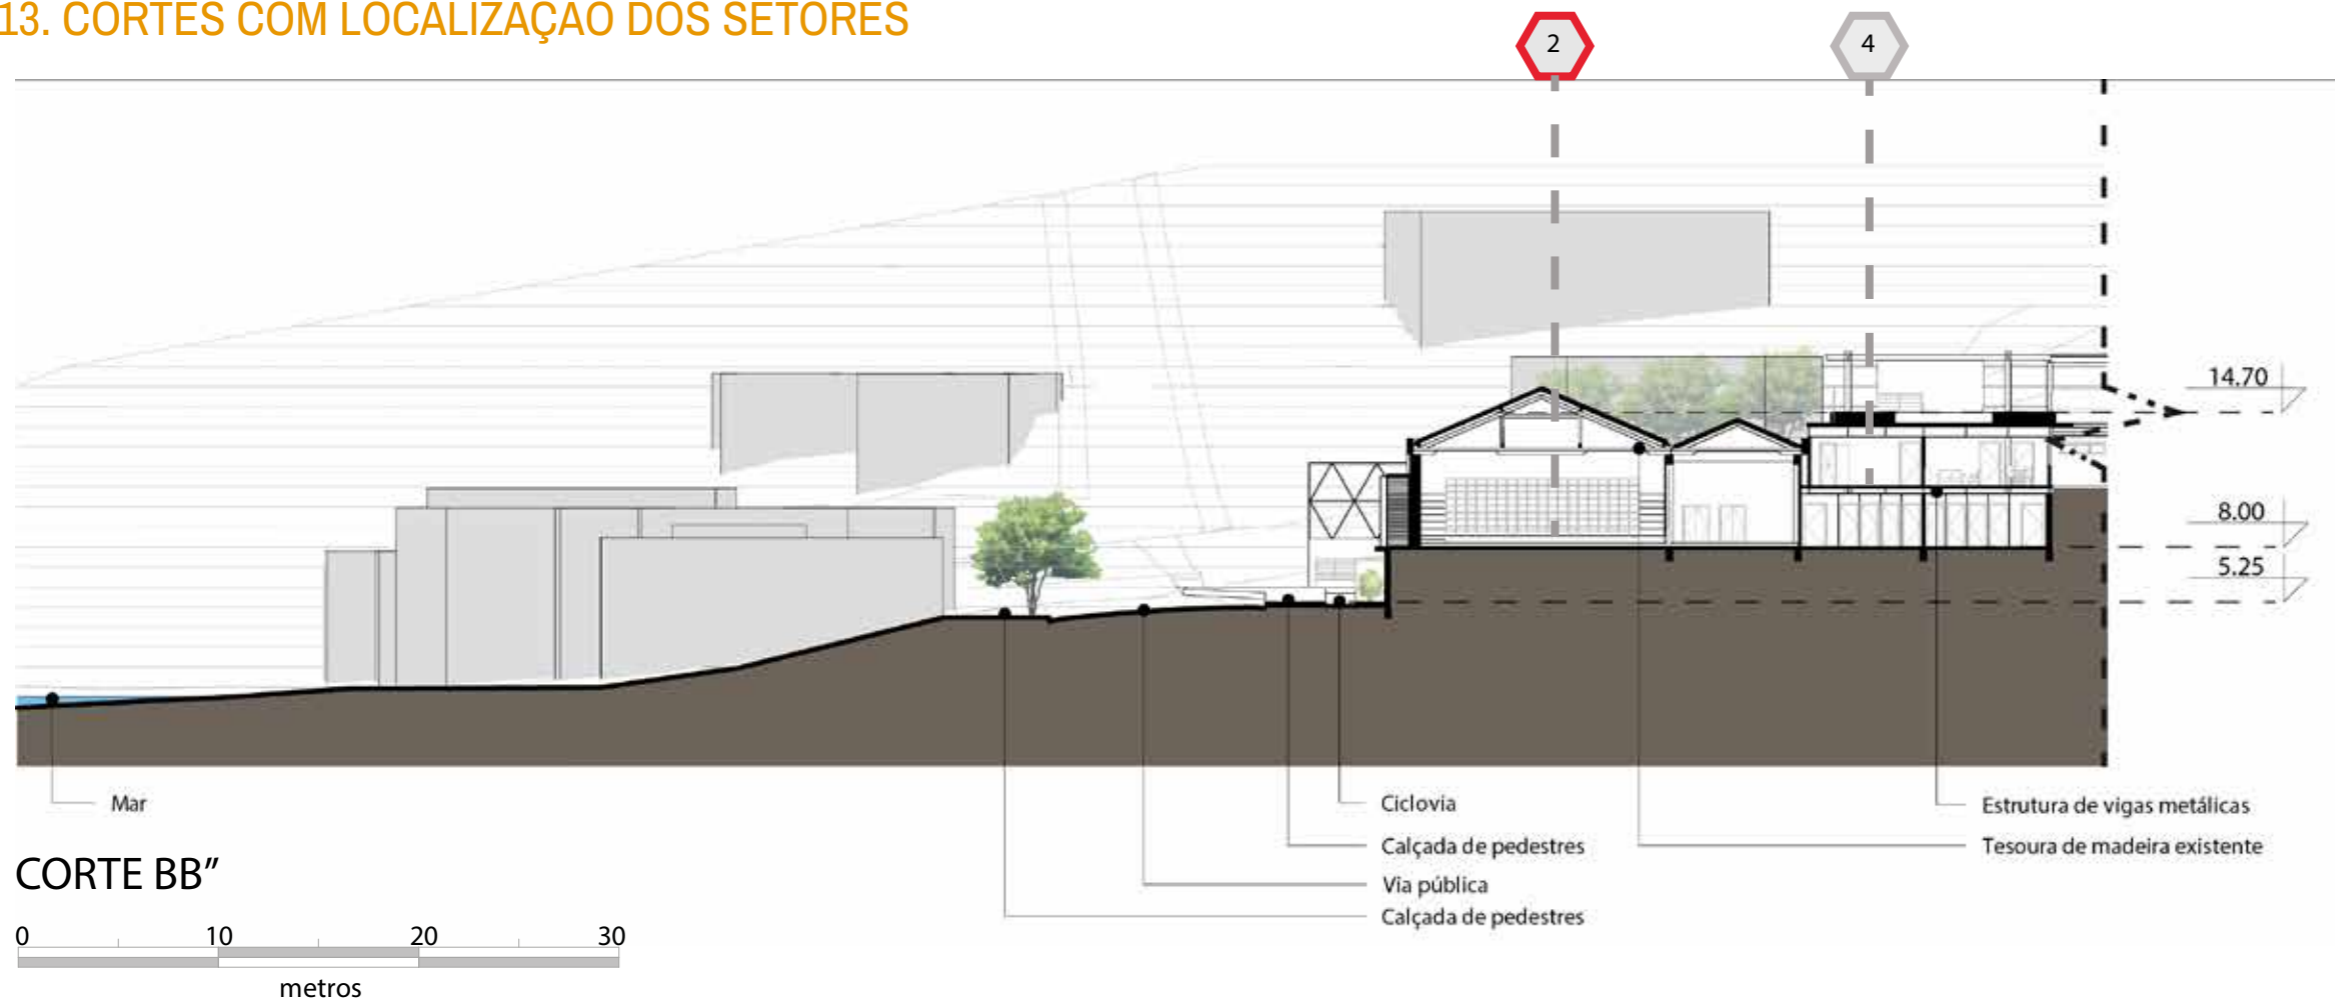 13. CORTES COM LOCALIZAÇÃO DOS SETORES
2
4
14.70
8.00
5.25
Mar
Ciclovia
Calçada de pedestres
Via pública
Calçada de pedestres
Estrutura de vigas metálicas
Tesoura de madeira existente
CORTE BB”
0 10 20 30
metros